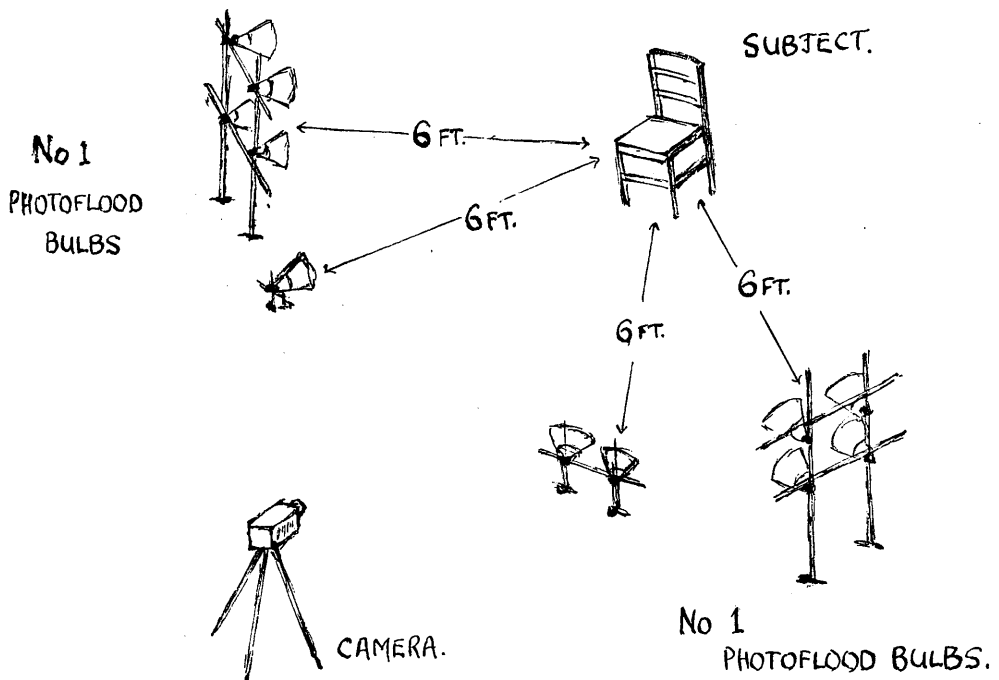 SUBJECT.
6 FT.
No 1
PHOTOFLOOD
BULBS
6 FT.
6 FT.
6 FT.
CAMERA.
No 1
PHOTOFLOOD BULBS.